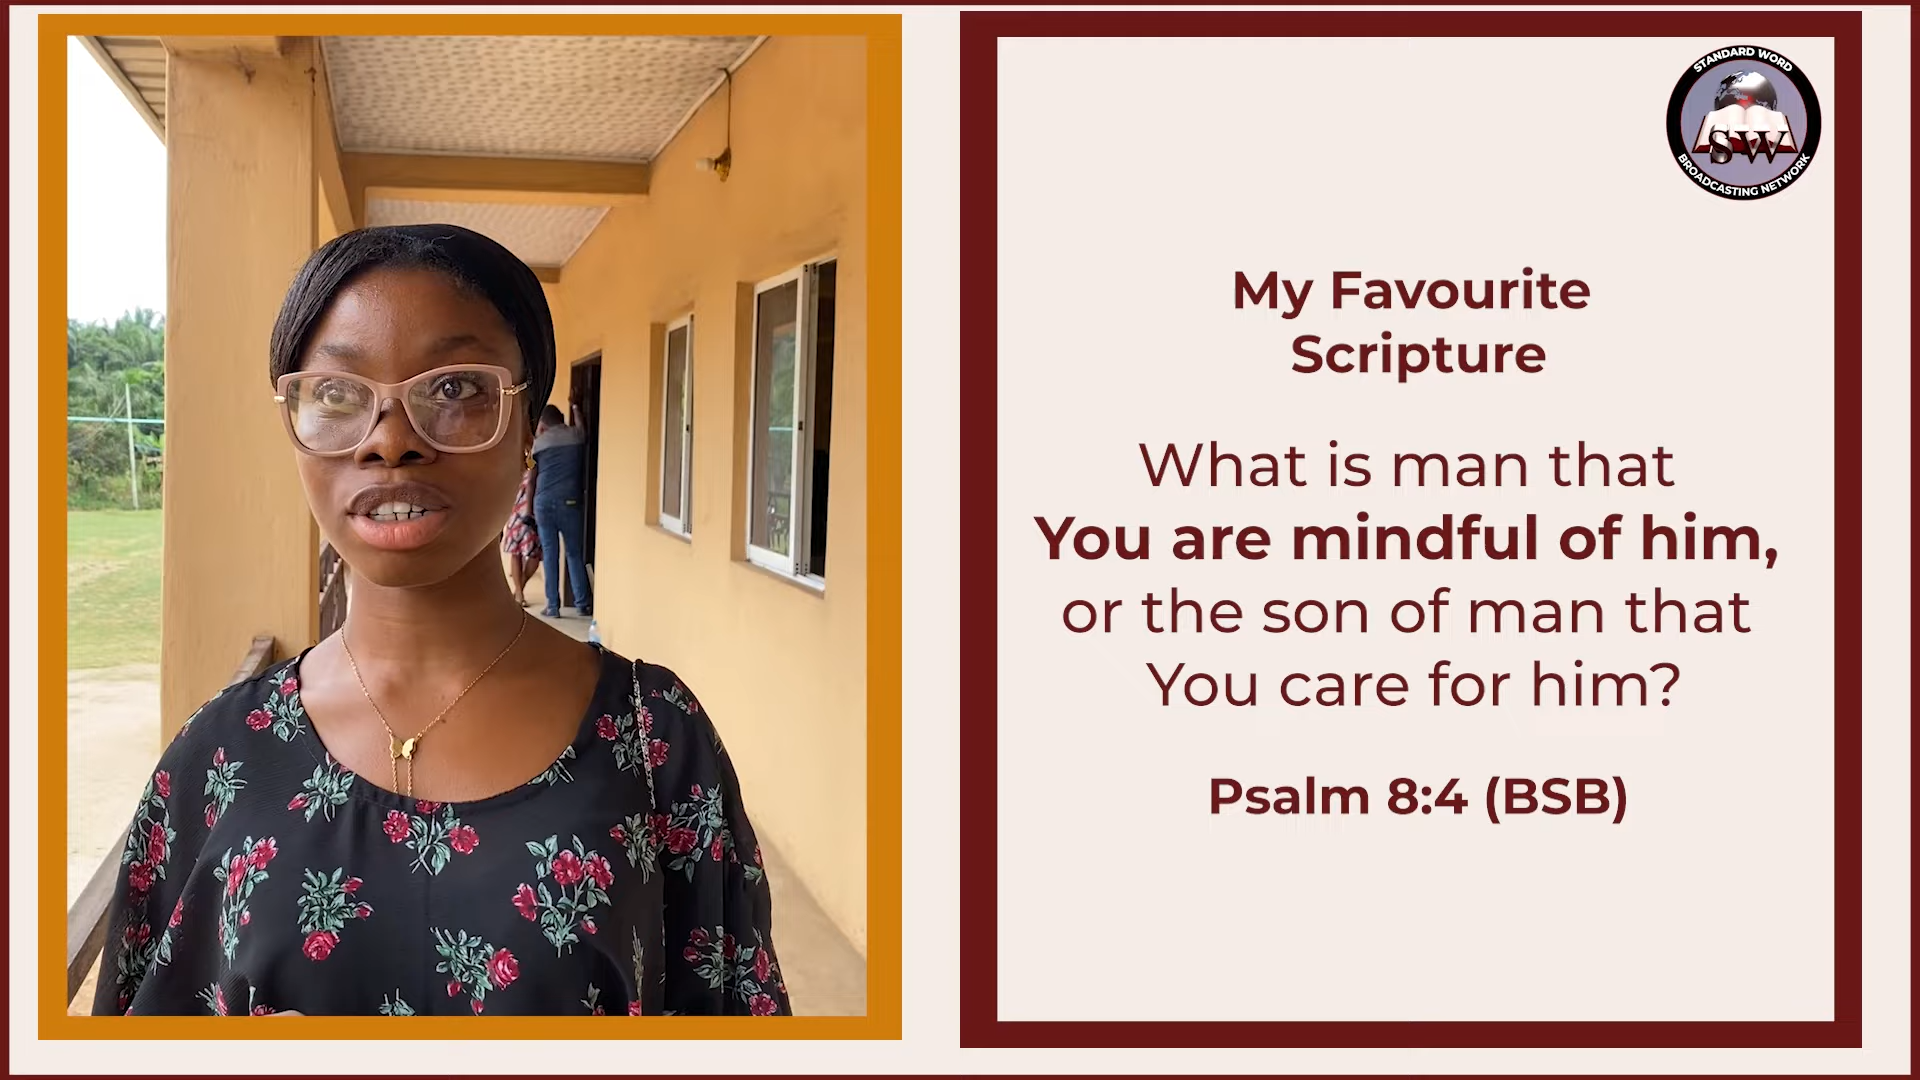 STANDARD WORD
SW
BROADCASTING NETWORK
My Favourite
Scripture
What is man that
You are mindful of him,
or the son of man that
You care for him?
Psalm 8:4 (BSB)